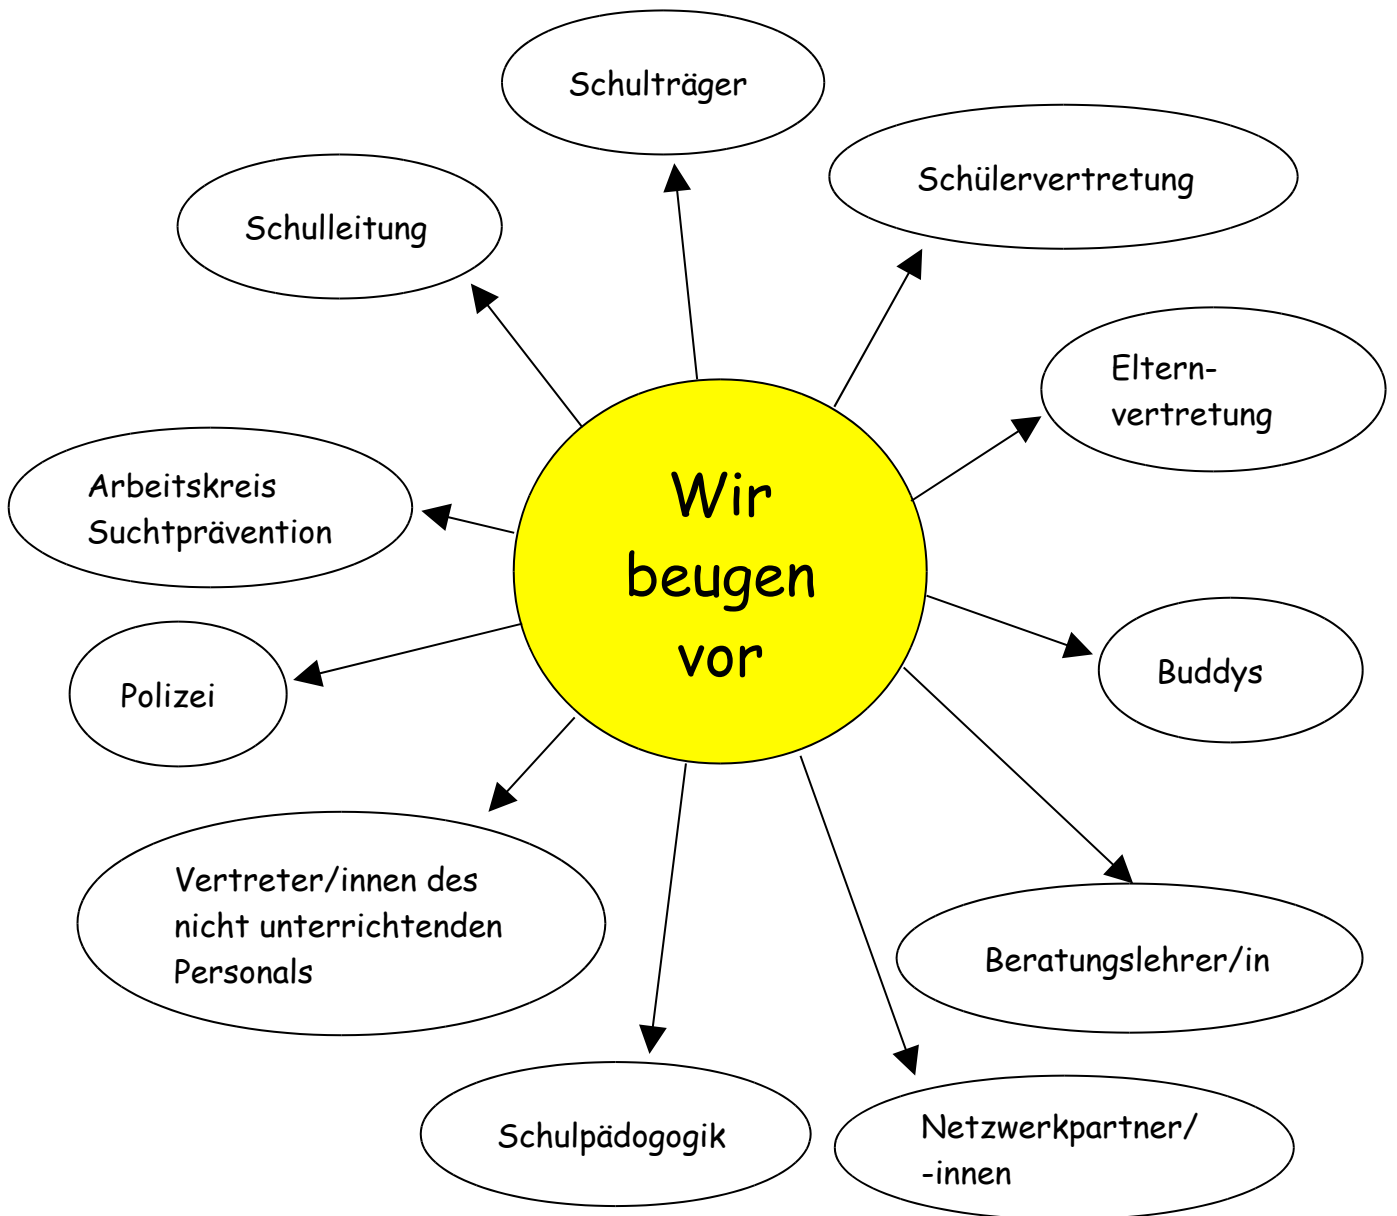 Schulträger
Schülervertretung
Schulleitung
Eltern-
vertretung
Wir
beugen
vor
Arbeitskreis
Suchtprävention
Buddys
Polizei
Vertreter/innen des
nicht unterrichtenden
Personals
Beratungslehrer/in
Schulpädogogik
Netzwerkpartner/
-innen